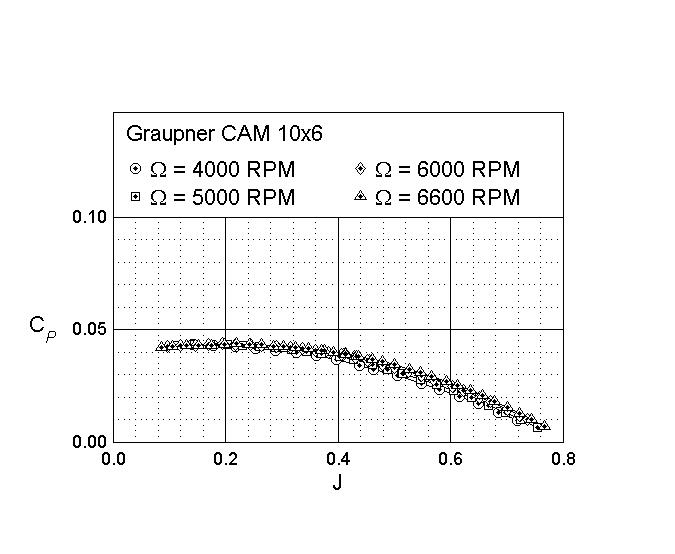 Graupner CAM 10x6
Ω = 4000 RPM
Ω = 6000 RPM
Ω = 5000 RPM
Ω = 6600 RPM
0.10
0.05
0.00
C_P
0.0 0.2 0.4 0.6 0.8
J